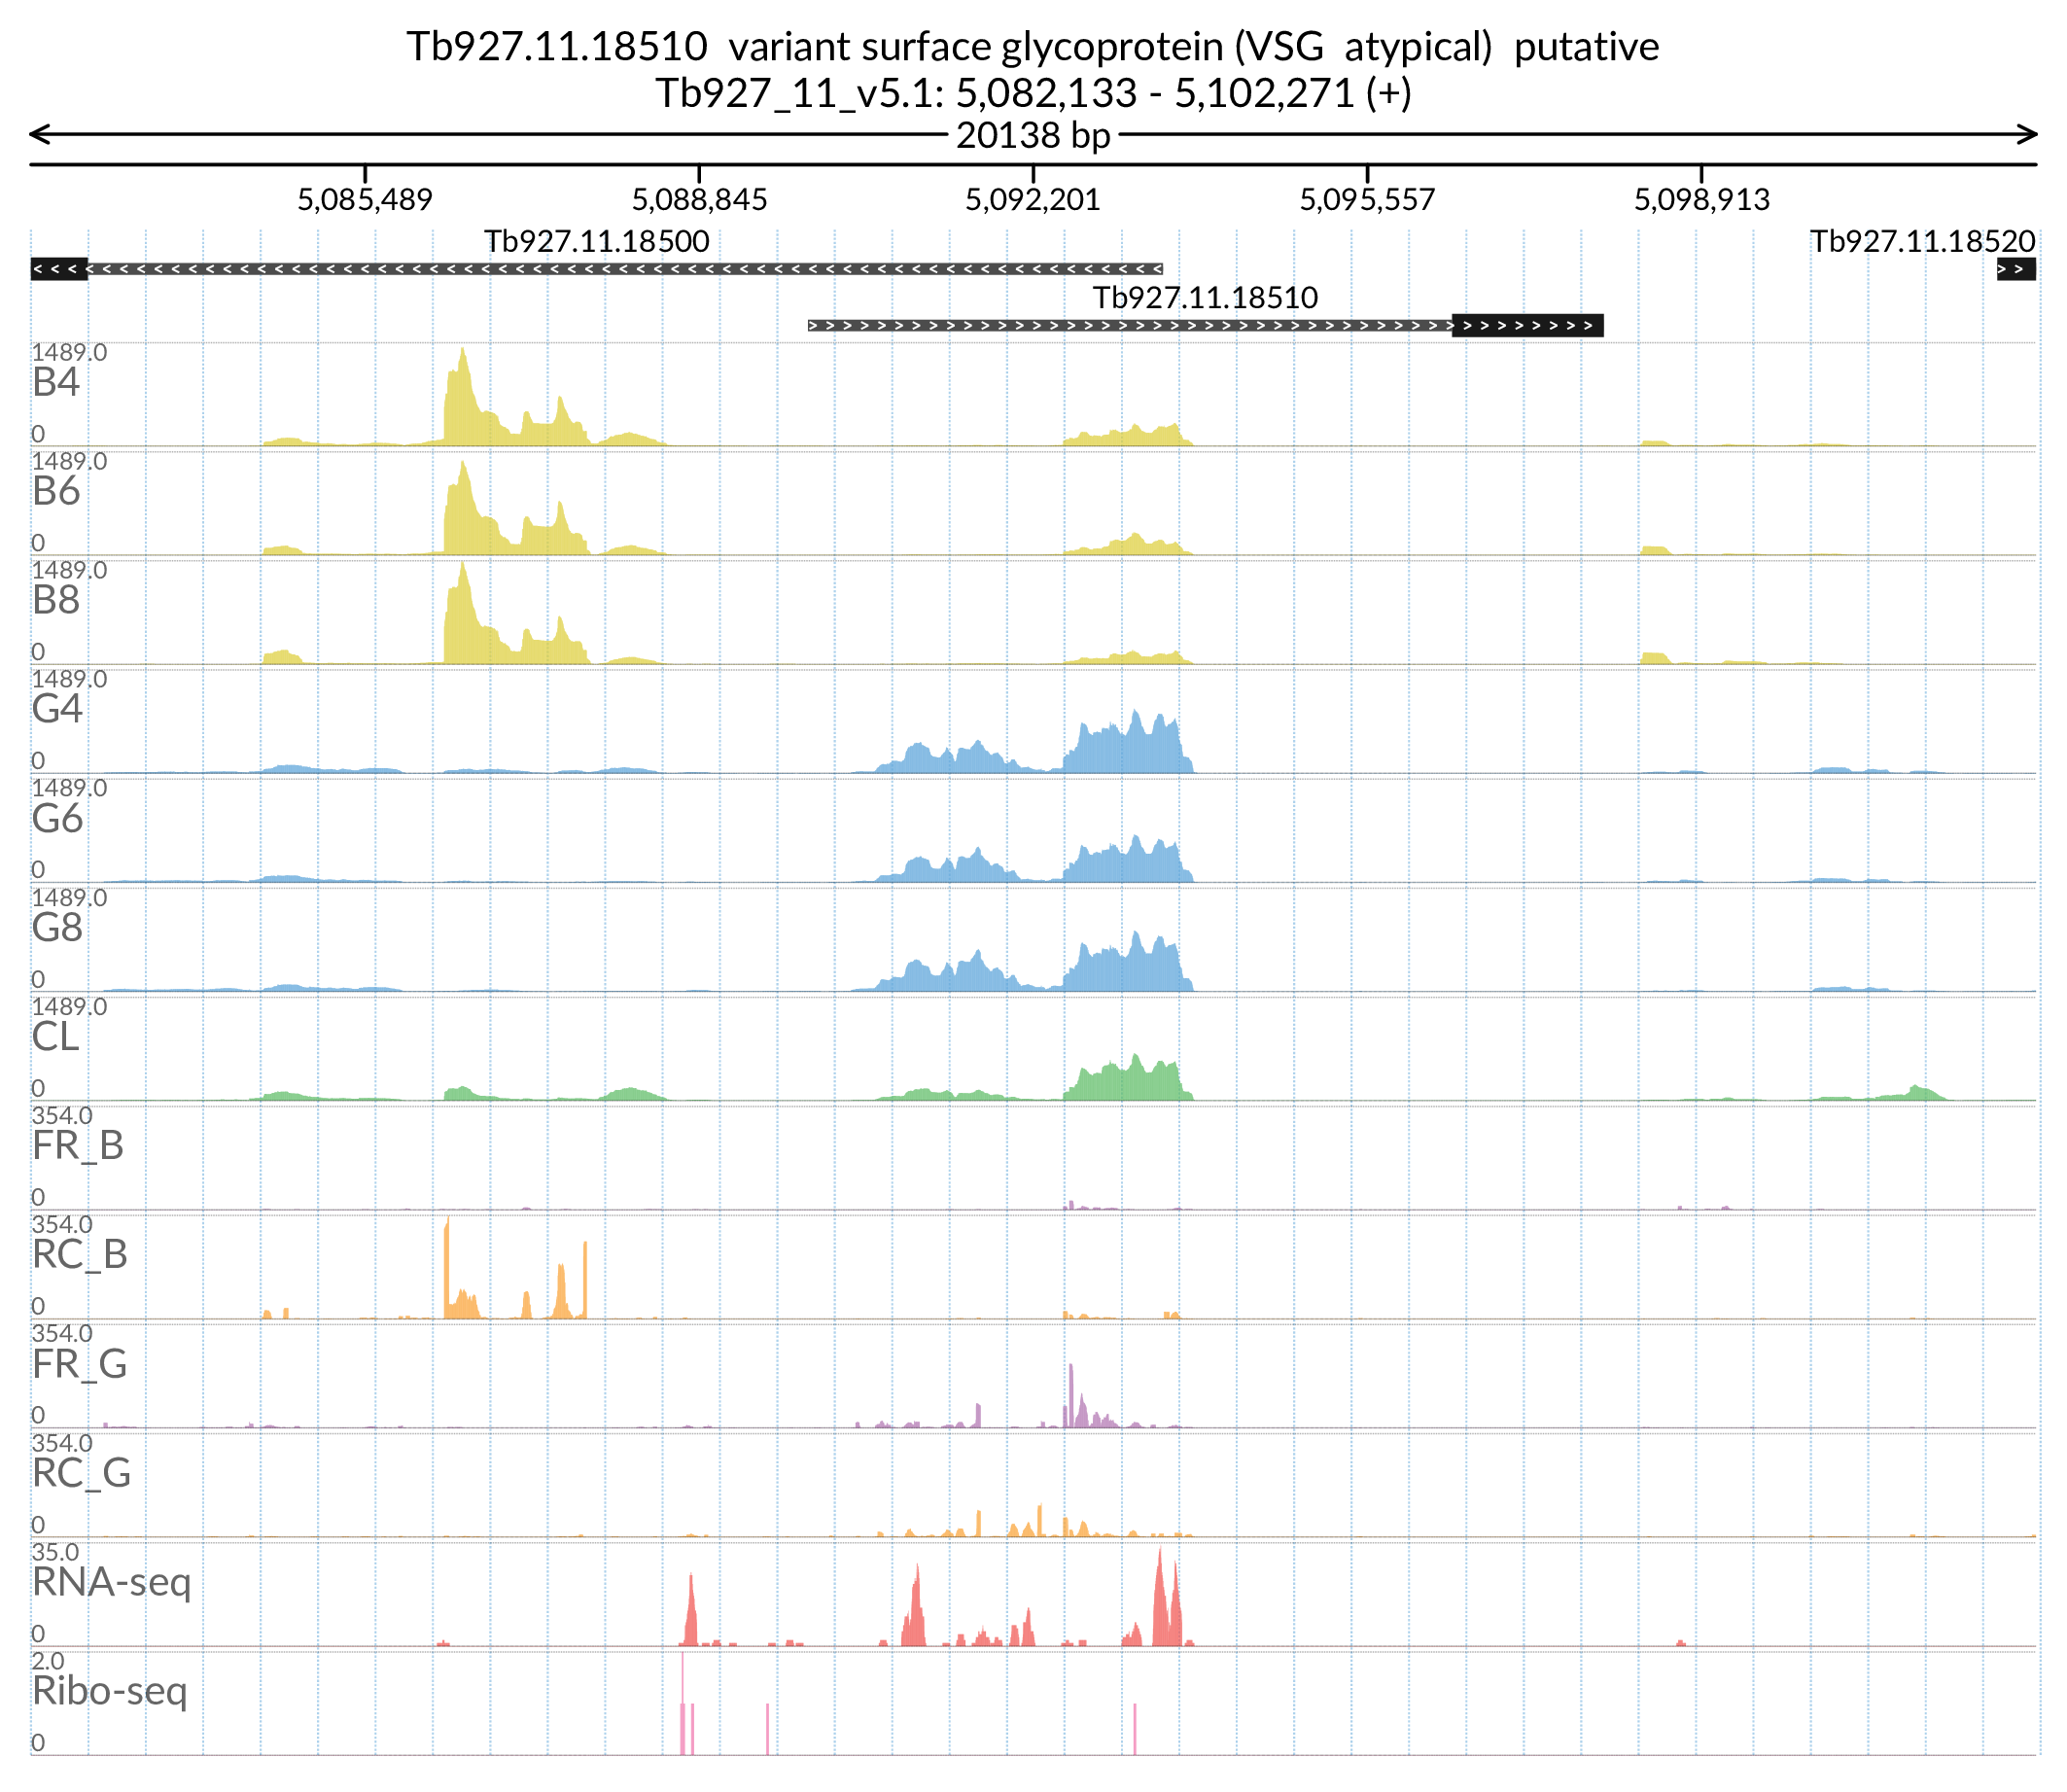 Tb927.11.18510 variant surface glycoprotein (VSG atypical) putative
Tb927_11_v5.1: 5,082,133 - 5,102,271 (+)
20138 bp
5,085,489 5,088,845 5,092,201 5,095,557 5,098,913
Tb927.11.18500 Tb927.11.18520
Tb927.11.18510
1489.0
B4
0
1489.0
B6
0
1489.0
B8
0
1489.0
G4
0
1489.0
G6
0
1489.0
G8
0
1489.0
CL
0
354.0
FR_B
0
354.0
RC_B
0
354.0
FR_G
0
354.0
RC_G
0
35.0
RNA-seq
0
2.0
Ribo-seq
0